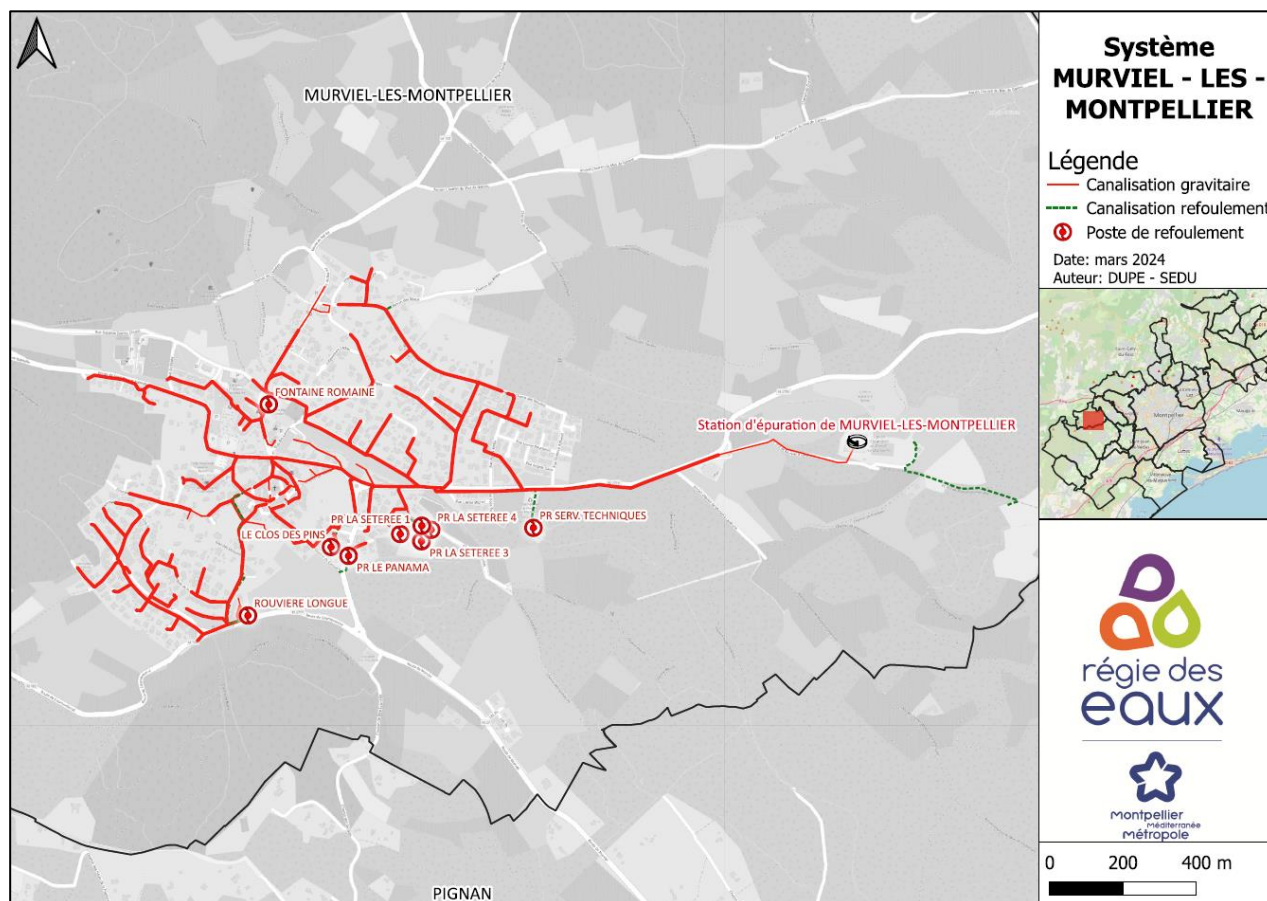 MURVIEL-LES-MONTPELLIER
FONTAINE ROMAINE
Station d'épuration de MURVIEL-LES-MONTPELLIER
PR LA SETEREE 1
PR LA SETEREE 4
PR SERV. TECHNIQUES
LE CLOS DES PINS
PR LA SETEREE 3
PR LE PANAMA
ROUVIERE LONGUE
PIGNAN
Système
MURVIEL - LES -
MONTPELLIER
Légende
Canalisation gravitaire
Canalisation refoulement
Poste de refoulement
Date: mars 2024
Auteur: DUPE - SEDU
Montpellier
régie des
eaux
montpellier
Méditerranée
métropole
0 200 400 m